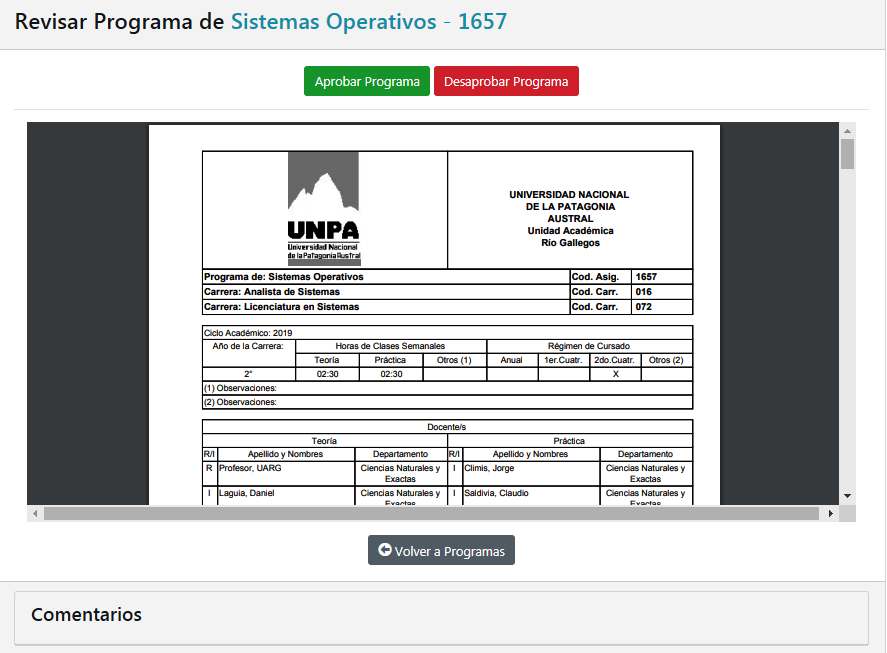 Revisar Programa de Sistemas Operativos - 1657
Aprobar Programa Desaprobar Programa
UNPA
Universidad Nacional
de la Patagonia Austral
UNIVERSIDAD NACIONAL
DE LA PATAGONIA
AUSTRAL
Unidad Académica
Río Gallegos
Programa de: Sistemas Operativos Cod. Asig. 1657
Carrera: Analista de Sistemas Cod. Carr. 016
Carrera: Licenciatura en Sistemas Cod. Carr. 072
Ciclo Académico: 2019
Año de la Carrera: Horas de Clases Semanales Régimen de Cursado
Teoría Práctica Otros (1) Anual 1er.Cuatr. 2do.Cuatr. Otros (2)
2° 02:30 02:30 X
(1) Observaciones:
(2) Observaciones:
Docente/s
Teoría Práctica
R/I Apellido y Nombres Departamento R/I Apellido y Nombres Departamento
R Profesor, UARG Ciencias Naturales y Exactas I Climis, Jorge Ciencias Naturales y Exactas
I Laguia, Daniel Ciencias Naturales y Exactas I Saldivia, Claudio Ciencias Naturales y Exactas
Volver a Programas
Comentarios